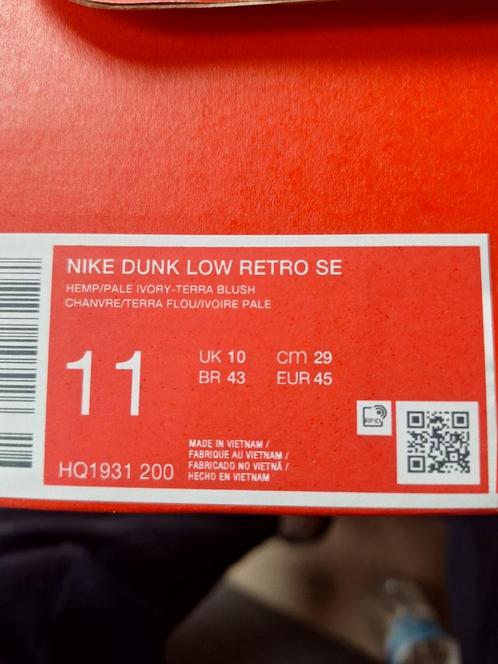 NIKE DUNK LOW RETRO SE
HEMP/PALE IVORY-TERRA BLUSH
CHANVRE/TERRA FLOU/IVOIRE PALE
11
UK 10 cm 29
BR 43 EUR 45
RFID
MADE IN VIETNAM /
FABRIQUE AU VIETNAM /
FABRICADO NO VIETNÃ /
HECHO EN VIETNAM
HQ1931 200